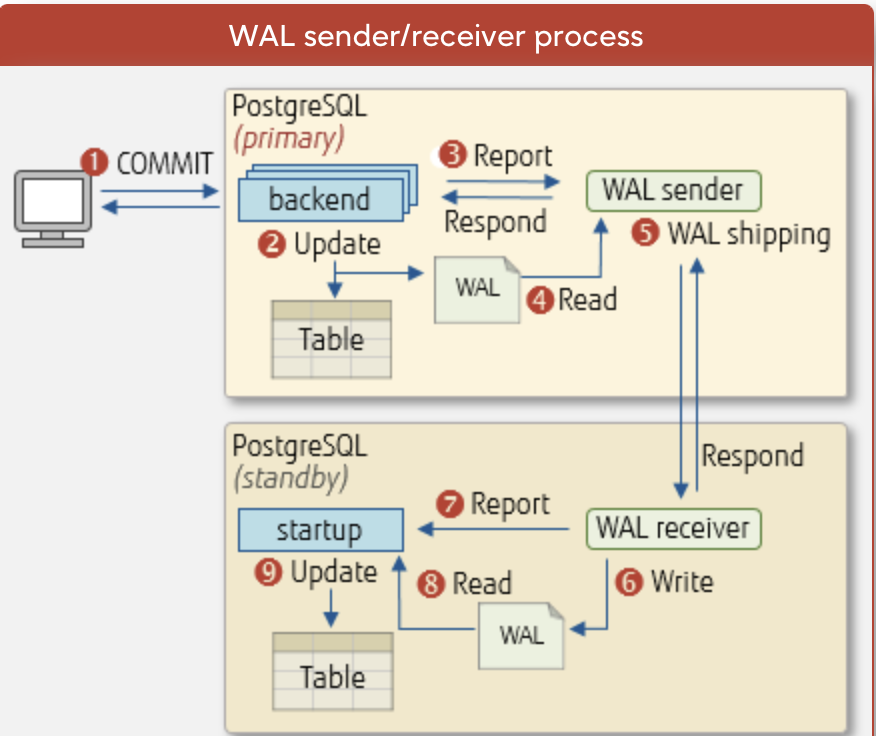 WAL sender/receiver process
PostgreSQL
(primary)
1 COMMIT
backend
3 Report
Respond
WAL sender
2 Update
5 WAL shipping
WAL
4 Read
Table
PostgreSQL
(standby)
Respond
startup
7 Report
WAL receiver
9 Update
8 Read
6 Write
WAL
Table